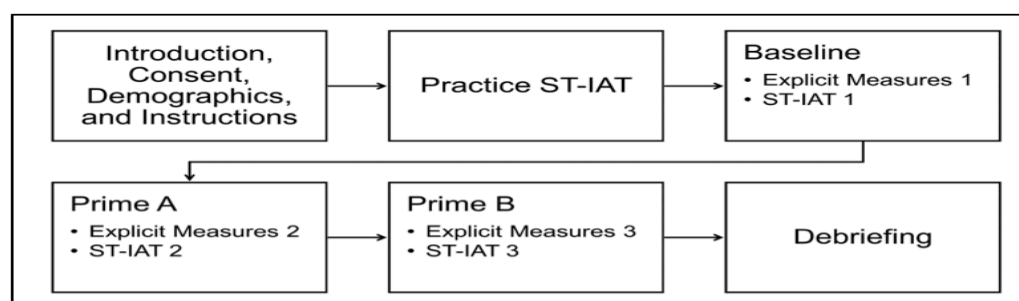 Introduction,
Consent,
Demographics,
and Instructions
Practice ST-IAT
Baseline
• Explicit Measures 1
• ST-IAT 1
Prime A
• Explicit Measures 2
• ST-IAT 2
Prime B
• Explicit Measures 3
• ST-IAT 3
Debriefing